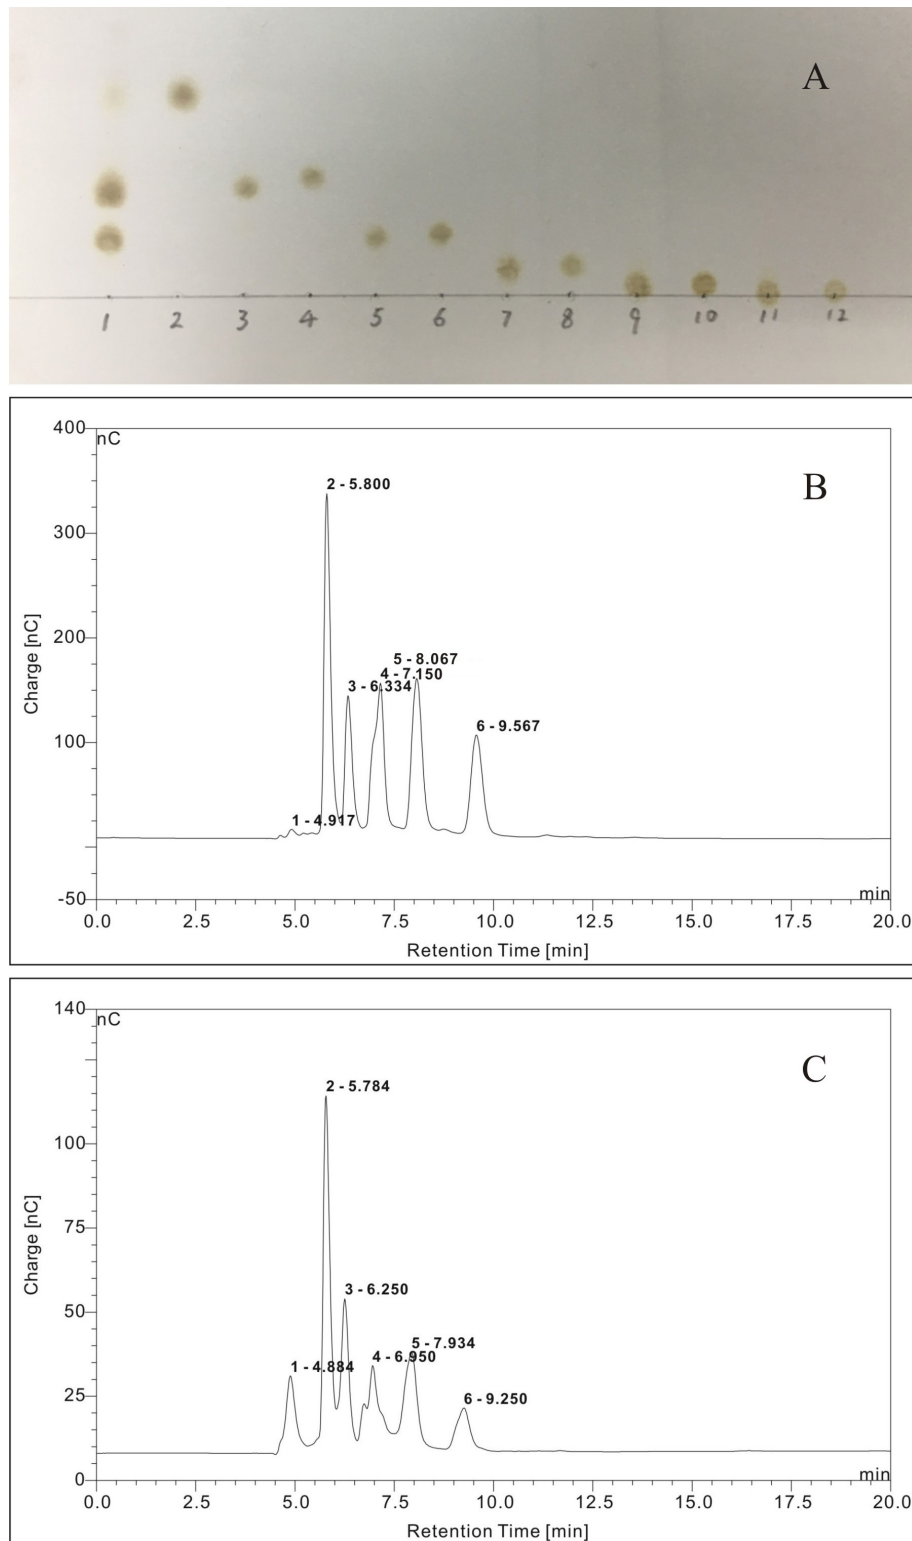 A
1 2 3 4 5 6 7 8 9 10 11 12
400
nC
B
2 - 5.800
300
Charge [nC]
200
5 - 8.067
4 - 7.150
3 - 6.334
6 - 9.567
100
1 - 4.917
-50
min
0.0 2.5 5.0 7.5 10.0 12.5 15.0 17.5 20.0
Retention Time [min]
140
nC
C
2 - 5.784
100
Charge [nC]
75
3 - 6.250
50
5 - 7.934
4 - 6.950
1 - 4.884
6 - 9.250
25
0
min
0.0 2.5 5.0 7.5 10.0 12.5 15.0 17.5 20.0
Retention Time [min]